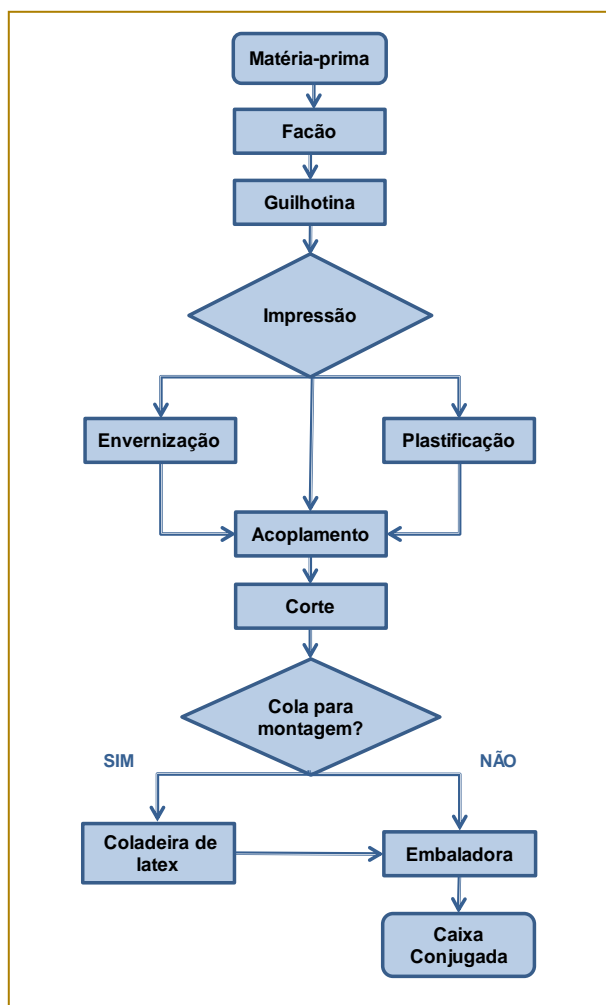 Matéria-prima
Facão
Guilhotina
Impressão
Envernização
Plastificação
Acoplamento
Corte
Cola para
montagem?
SIM
NÃO
Coladeira de
latex
Embaladora
Caixa
Conjugada